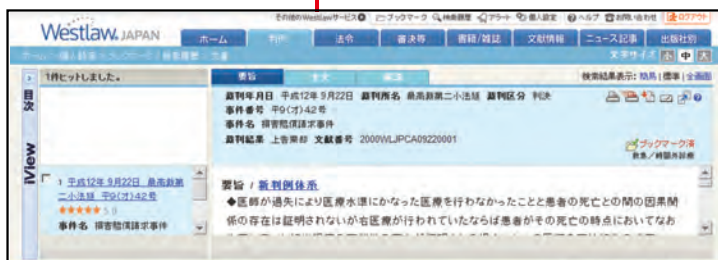 その他のWestlawサービス ブックマーク 検索履歴 アラート 個人設定 ヘルプ お問い合わせ ログアウト
Westlaw. JAPAN
ホーム 判例 法令 審決等 書籍/雑誌 文献情報 ニュース記事 出版社別
文字サイズ 小 中 大
1件ヒットしました。
要旨 全文
検索結果表示: 簡易 | 標準 | 全画面
目次
iView
裁判年月日 平成12年 9月22日 裁判所名 最高裁第二小法廷 裁判区分 判決
事件番号 平9(オ)42号
事件名 損害賠償請求事件
裁判結果 上告棄却 文献番号 2000WLJPCA09220001
ブックマーク済
救急/時間外診療
1 平成12年 9月22日 最高裁第
二小法廷 平9(オ)42号
★★★★★ 5.0
事件名 損害賠償請求事件
要旨 / 新判例体系
◆医師が過失により医療水準にかなった医療を行わなかったことと患者の死亡との間の因果関
係の存在は証明されないが右医療が行われていたならば患者がその死亡の時点においてなお